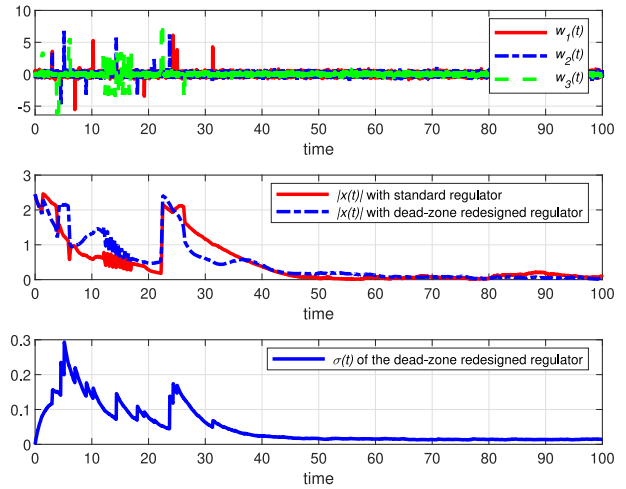 10
5
0
-5
w1(t)
w2(t)
w3(t)
0 10 20 30 40 50 60 70 80 90 100
time
3
2
1
0
|x(t)| with standard regulator
|x(t)| with dead-zone redesigned regulator
0 10 20 30 40 50 60 70 80 90 100
time
0.3
0.2
0.1
0
σ(t) of the dead-zone redesigned regulator
0 10 20 30 40 50 60 70 80 90 100
time